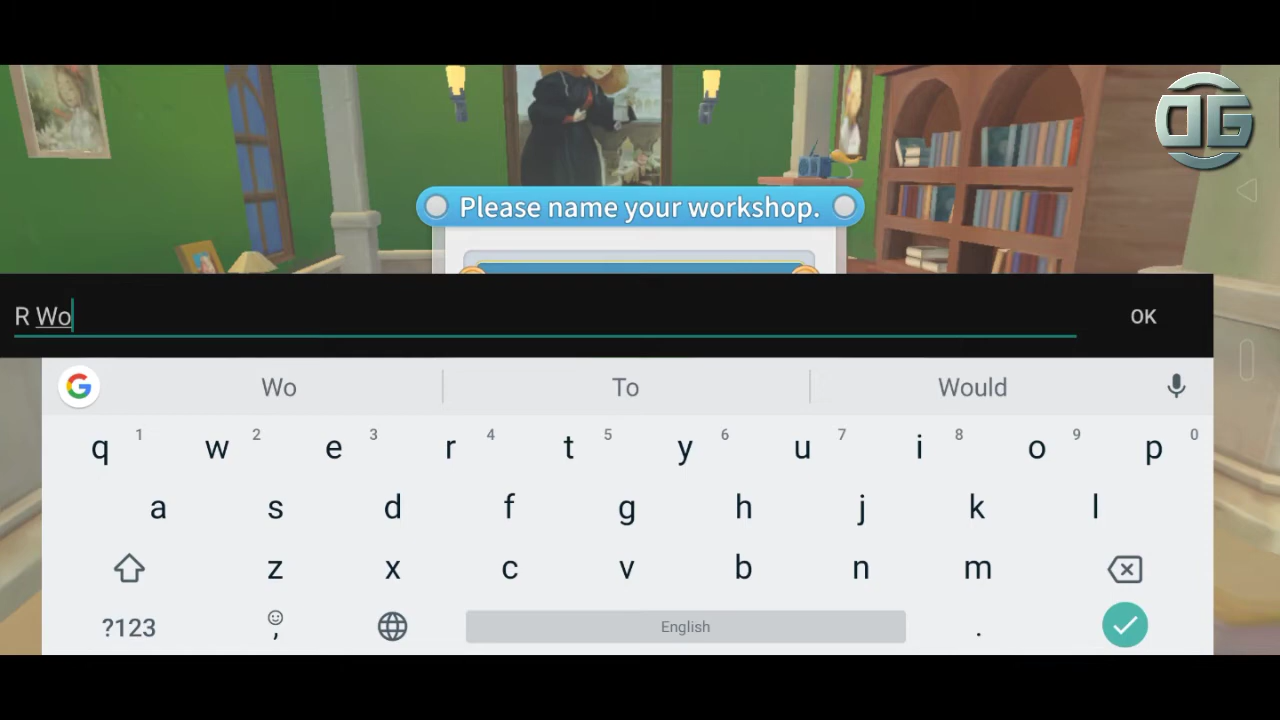 DG
Please name your workshop.
R Wo
OK
G Wo To Would
q 1 w 2 e 3 r 4 t 5 y 6 u 7 i 8 o 9 p 0
a s d f g h j k l
z x c v b n m
?123 , English .